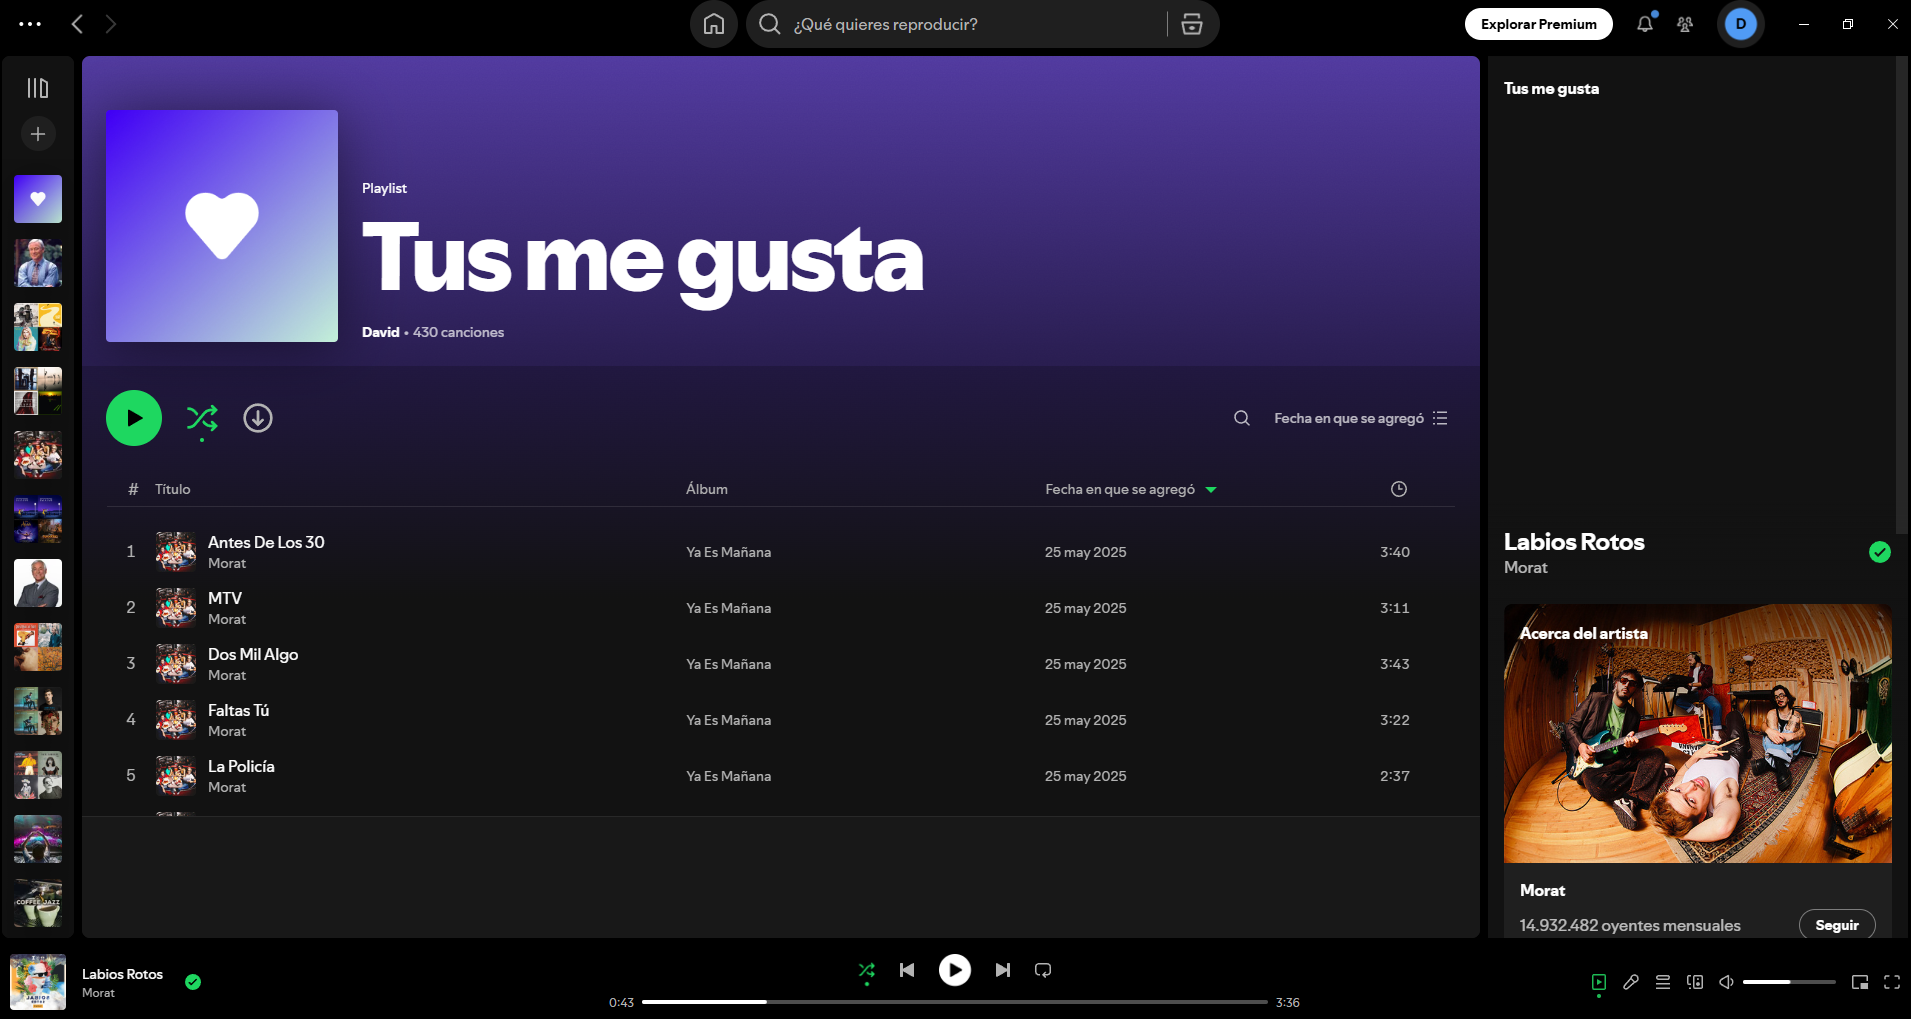 ¿Qué quieres reproducir?
Explorar Premium
D
Playlist
Tus me gusta
David • 430 canciones
Fecha en que se agregó
# Título Álbum Fecha en que se agregó
1 Antes De Los 30 Ya Es Mañana 25 may 2025 3:40
Morat
2 MTV Ya Es Mañana 25 may 2025 3:11
Morat
3 Dos Mil Algo Ya Es Mañana 25 may 2025 3:43
Morat
4 Faltas Tú Ya Es Mañana 25 may 2025 3:22
Morat
5 La Policía Ya Es Mañana 25 may 2025 2:37
Morat
Tus me gusta
Labios Rotos
Morat
Acerca del artista
Morat
14.932.482 oyentes mensuales
Seguir
COFFEE JAZZ
Labios Rotos
Morat
0:43
3:36